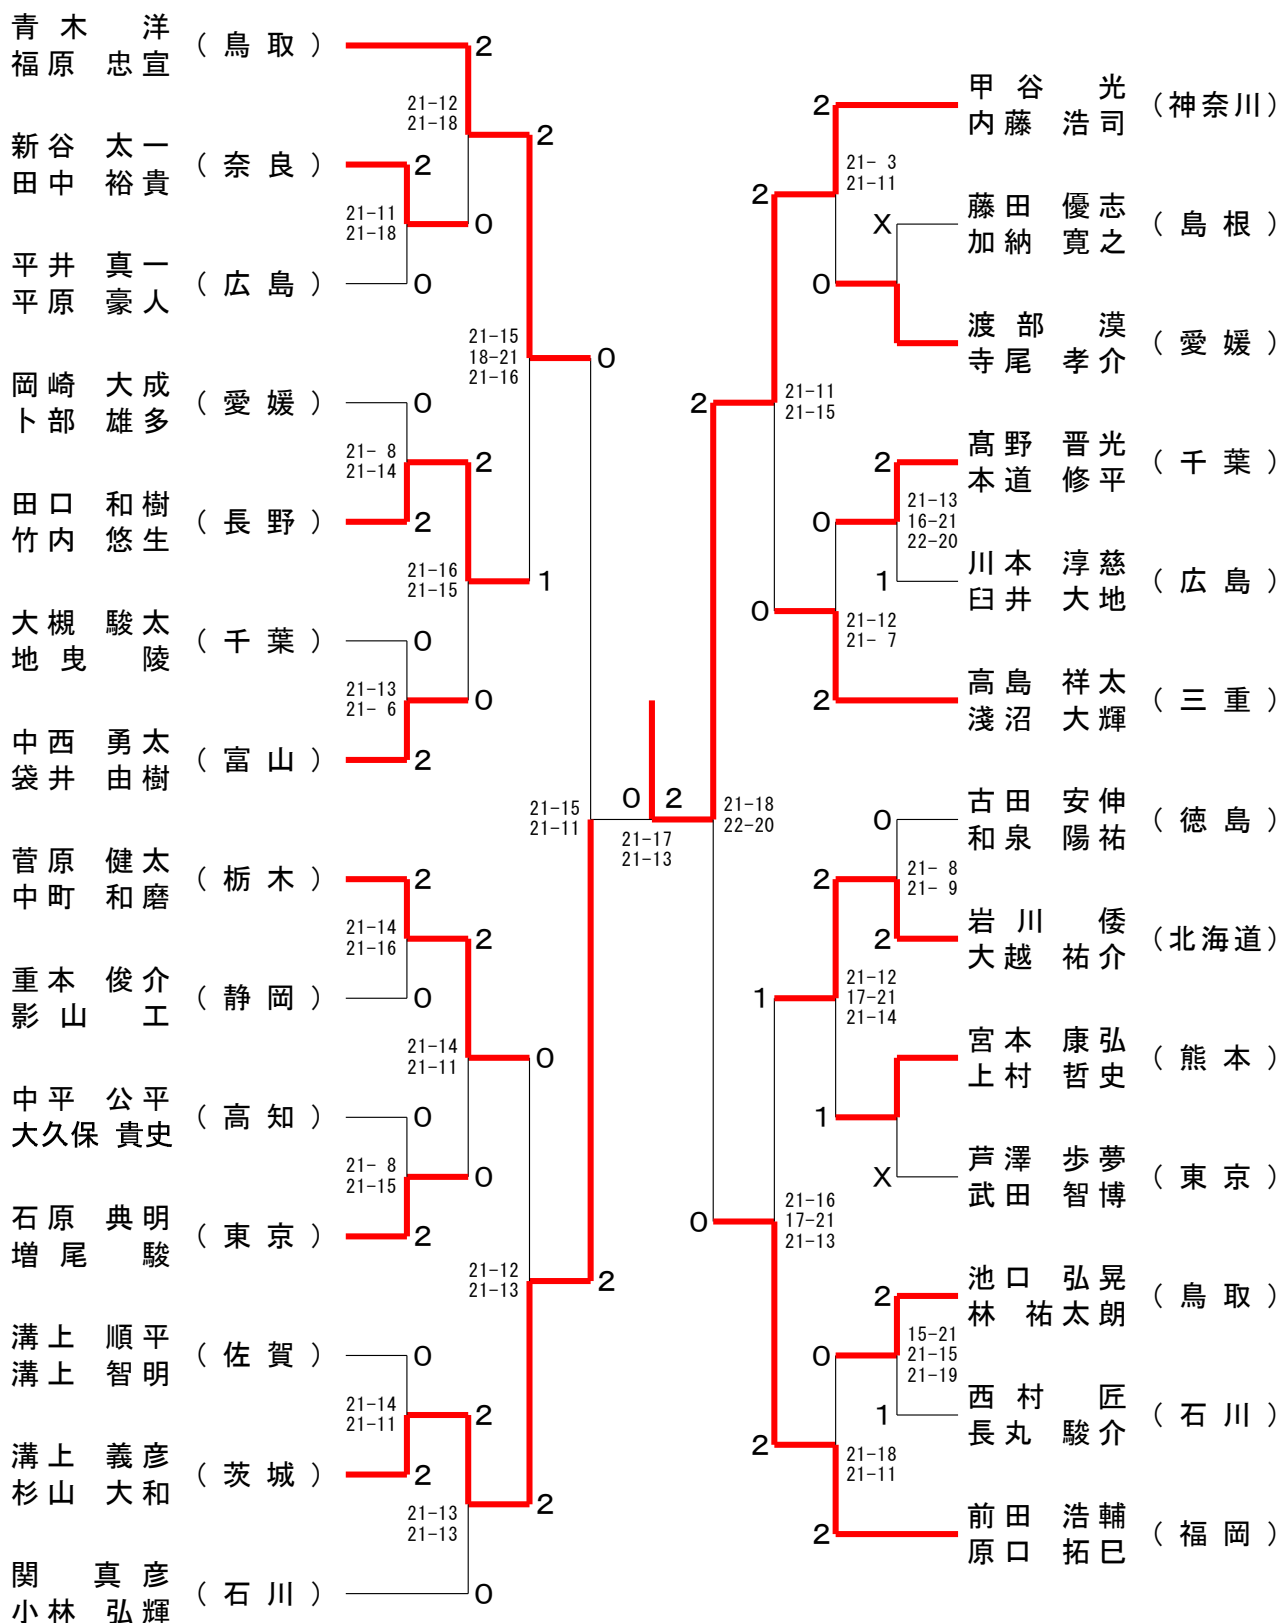 青木 洋
福原 忠宣
(鳥取)
2
21-12
21-18
2
新谷 太一
田中 裕貴
(奈良)
2
21-11
21-18
0
平井 真一
平原 豪人
(広島)
0
21-15
18-21
21-16
0
岡崎 大成
卜部 雄多
(愛媛)
0
21- 8
21-14
2
田口 和樹
竹内 悠生
(長野)
2
21-16
21-15
1
大槻 駿太
地曳 陵
(千葉)
0
21-13
21- 6
0
中西 勇太
袋井 由樹
(富山)
2
21-15
21-11
菅原 健太
中町 和磨
(栃木)
2
21-14
21-16
2
重本 俊介
影山 工
(静岡)
0
21-14
21-11
0
中平 公平
大久保 貴史
(高知)
0
21- 8
21-15
0
石原 典明
増尾 駿
(東京)
2
21-12
21-13
2
溝上 順平
溝上 智明
(佐賀)
0
21-14
21-11
2
溝上 義彦
杉山 大和
(茨城)
2
21-13
21-13
2
関 真彦
小林 弘輝
(石川)
0
0 2
21-17
21-13
甲谷 光
内藤 浩司
(神奈川)
2
21- 3
21-11
2
藤田 優志
加納 寛之
(島根)
X
0
渡部 漠
寺尾 孝介
(愛媛)
21-11
21-15
2
髙野 晋光
本道 修平
(千葉)
2
21-13
16-21
22-20
0
川本 淳慈
臼井 大地
(広島)
1
21-12
21- 7
0
高島 祥太
淺沼 大輝
(三重)
2
21-18
22-20
古田 安伸
和泉 陽祐
(徳島)
0
21- 8
21- 9
2
岩川 倭
大越 祐介
(北海道)
2
21-12
17-21
21-14
1
宮本 康弘
上村 哲史
(熊本)
1
芦澤 歩夢
武田 智博
(東京)
X
21-16
17-21
21-13
0
池口 弘晃
林 祐太朗
(鳥取)
2
15-21
21-15
21-19
0
西村 匠
長丸 駿介
(石川)
1
21-18
21-11
2
前田 浩輔
原口 拓巳
(福岡)
2